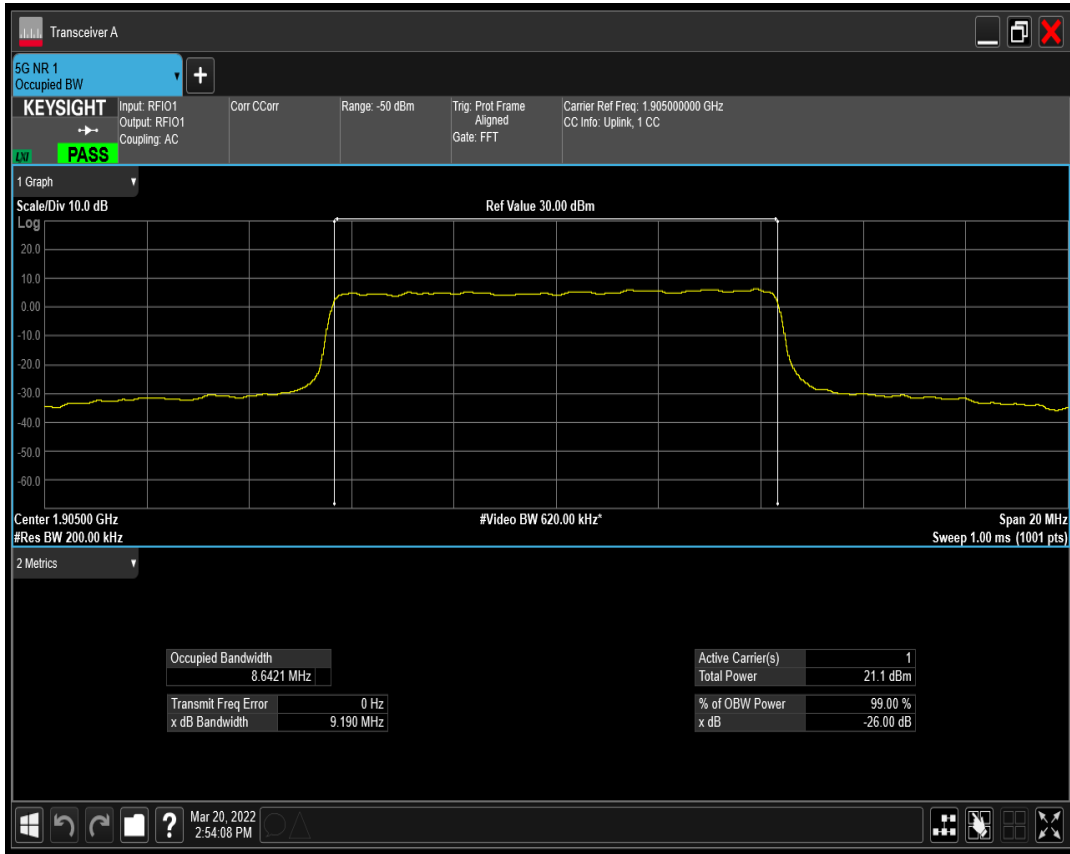 Transceiver A
5G NR 1
Occupied BW
KEYSIGHT
LXI
PASS
Input: RFIO1
Output: RFIO1
Coupling: AC
Corr CCorr
Range: -50 dBm
Trig: Prot Frame
Aligned
Gate: FFT
Carrier Ref Freq: 1.905000000 GHz
CC Info: Uplink, 1 CC
1 Graph
Scale/Div 10.0 dB
Ref Value 30.00 dBm
Log
20.0
10.0
0.00
-10.0
-20.0
-30.0
-40.0
-50.0
-60.0
Center 1.90500 GHz
#Video BW 620.00 kHz*
Span 20 MHz
#Res BW 200.00 kHz
Sweep 1.00 ms (1001 pts)
2 Metrics
Occupied Bandwidth
8.6421 MHz
Transmit Freq Error 0 Hz
x dB Bandwidth 9.190 MHz
Active Carrier(s) 1
Total Power 21.1 dBm
% of OBW Power 99.00 %
x dB -26.00 dB
?
Mar 20, 2022
2:54:08 PM